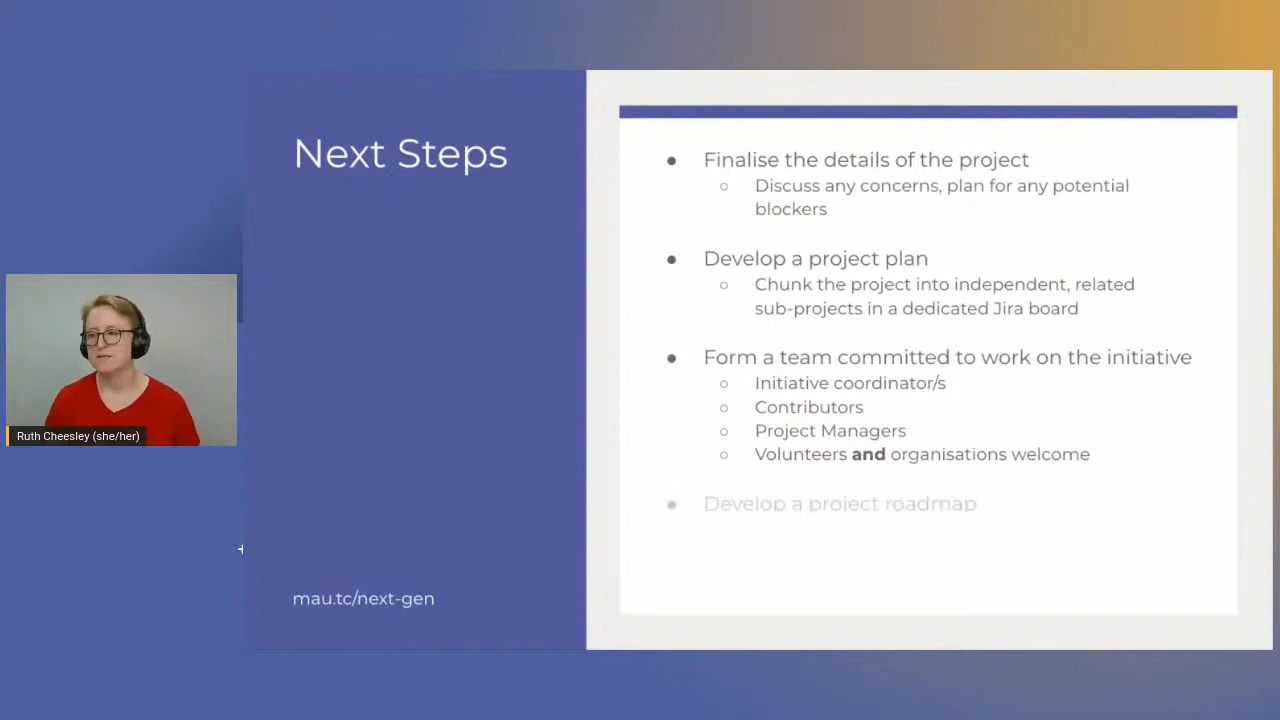 Next Steps
● Finalise the details of the project
○ Discuss any concerns, plan for any potential
blockers
● Develop a project plan
○ Chunk the project into independent, related
sub-projects in a dedicated Jira board
● Form a team committed to work on the initiative
○ Initiative coordinator/s
○ Contributors
○ Project Managers
○ Volunteers and organisations welcome
● Develop a project roadmap
mau.tc/next-gen
Ruth Cheesley (she/her)